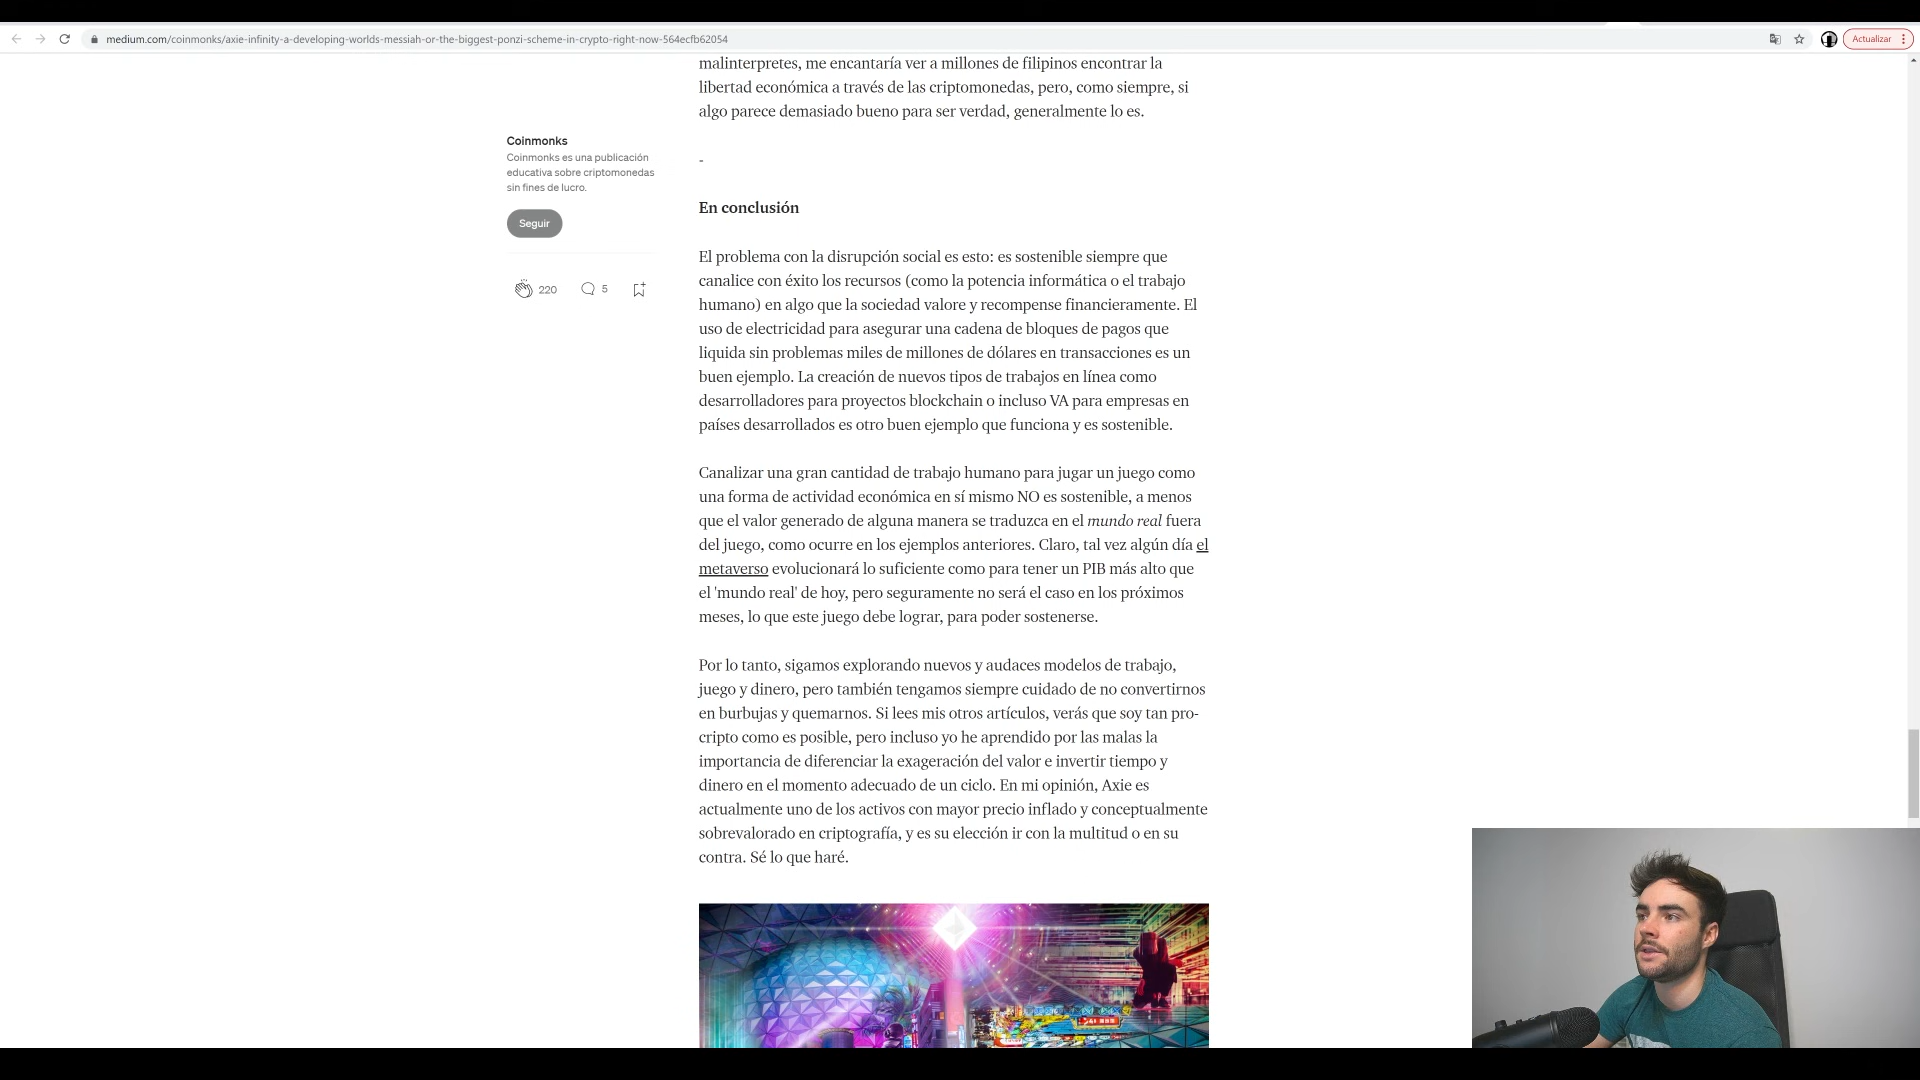 medium.com/coinmonks/axie-infinity-a-developing-worlds-messiah-or-the-biggest-ponzi-scheme-in-crypto-right-now-564ecfb62054
Actualizar
malinterpretes, me encantaría ver a millones de filipinos encontrar la
libertad económica a través de las criptomonedas, pero, como siempre, si
algo parece demasiado bueno para ser verdad, generalmente lo es.
Coinmonks
Coinmonks es una publicación
educativa sobre criptomonedas
sin fines de lucro.
Seguir
220
5
-
En conclusión
El problema con la disrupción social es esto: es sostenible siempre que
canalice con éxito los recursos (como la potencia informática o el trabajo
humano) en algo que la sociedad valore y recompense financieramente. El
uso de electricidad para asegurar una cadena de bloques de pagos que
liquida sin problemas miles de millones de dólares en transacciones es un
buen ejemplo. La creación de nuevos tipos de trabajos en línea como
desarrolladores para proyectos blockchain o incluso VA para empresas en
países desarrollados es otro buen ejemplo que funciona y es sostenible.
Canalizar una gran cantidad de trabajo humano para jugar un juego como
una forma de actividad económica en sí mismo NO es sostenible, a menos
que el valor generado de alguna manera se traduzca en el mundo real fuera
del juego, como ocurre en los ejemplos anteriores. Claro, tal vez algún día el
metaverso evolucionará lo suficiente como para tener un PIB más alto que
el 'mundo real' de hoy, pero seguramente no será el caso en los próximos
meses, lo que este juego debe lograr, para poder sostenerse.
Por lo tanto, sigamos explorando nuevos y audaces modelos de trabajo,
juego y dinero, pero también tengamos siempre cuidado de no convertirnos
en burbujas y quemarnos. Si lees mis otros artículos, verás que soy tan pro-
cripto como es posible, pero incluso yo he aprendido por las malas la
importancia de diferenciar la exageración del valor e invertir tiempo y
dinero en el momento adecuado de un ciclo. En mi opinión, Axie es
actualmente uno de los activos con mayor precio inflado y conceptualmente
sobrevalorado en criptografía, y es su elección ir con la multitud o en su
contra. Sé lo que haré.